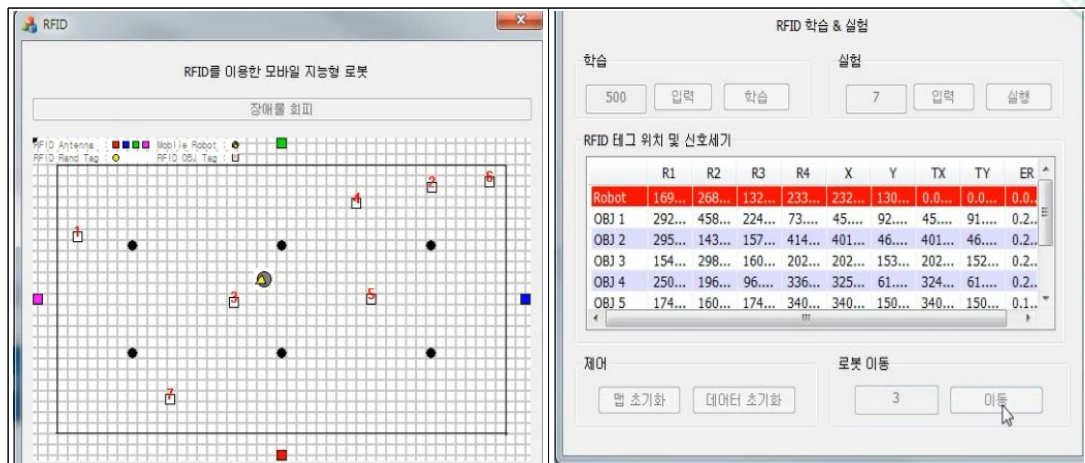 RFID
RFID를 이용한 모바일 지능형 로봇
장애물 회피
RFID Antenna : Mobile Robot :
RFID Rand Tag : RFID OBJ Tag :
6
2
4
1
3
5
7
RFID 학습 & 실험
학습
실험
500 입력 학습
7 입력 실행
RFID 태그 위치 및 신호세기
R1 R2 R3 R4 X Y TX TY ER
Robot 169... 268... 132... 233... 232... 130... 0.0... 0.0... 0.0..
OBJ 1 292... 458... 224... 73.... 45.... 92.... 45.... 91.... 0.2..
OBJ 2 295... 143... 157... 414... 401... 46.... 401... 46.... 0.2..
OBJ 3 154... 298... 160... 202... 202... 153... 202... 152... 0.2..
OBJ 4 250... 196... 96.... 336... 325... 61.... 324... 61.... 0.2..
OBJ 5 174... 160... 174... 340... 340... 150... 340... 150... 0.1..
제어
로봇 이동
맵 초기화 데이터 초기화
3 이동